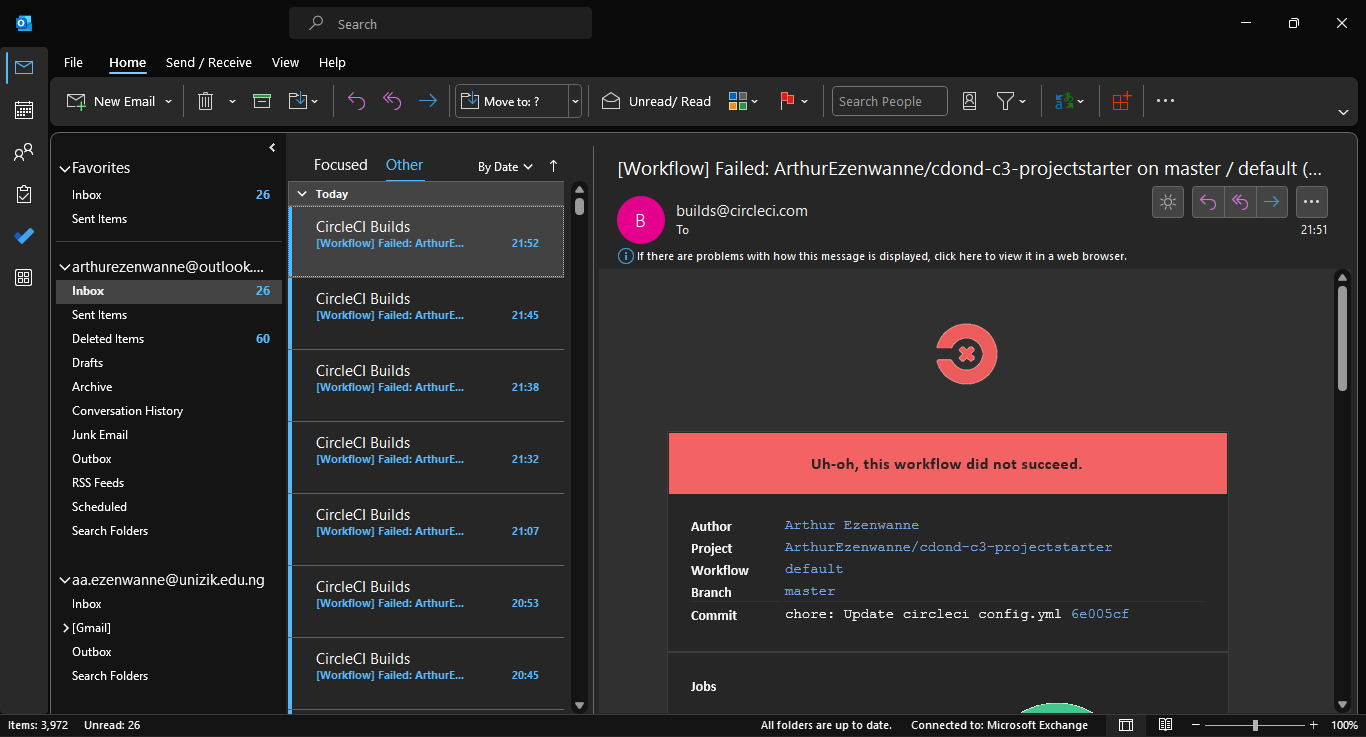 Search
File Home Send / Receive View Help
New Email Move to: ? Unread/ Read Search People
Favorites
Inbox 26
Sent Items
arthurezenwanne@outlook....
Inbox 26
Sent Items
Deleted Items 60
Drafts
Archive
Conversation History
Junk Email
Outbox
RSS Feeds
Scheduled
Search Folders
aa.ezenwanne@unizik.edu.ng
Inbox
[Gmail]
Outbox
Search Folders
Focused Other By Date
Today
CircleCI Builds
[Workflow] Failed: ArthurE... 21:52
CircleCI Builds
[Workflow] Failed: ArthurE... 21:45
CircleCI Builds
[Workflow] Failed: ArthurE... 21:38
CircleCI Builds
[Workflow] Failed: ArthurE... 21:32
CircleCI Builds
[Workflow] Failed: ArthurE... 21:07
CircleCI Builds
[Workflow] Failed: ArthurE... 20:53
CircleCI Builds
[Workflow] Failed: ArthurE... 20:45
[Workflow] Failed: ArthurEzenwanne/cdond-c3-projectstarter on master / default (...
B
builds@circleci.com
To
21:51
If there are problems with how this message is displayed, click here to view it in a web browser.
Uh-oh, this workflow did not succeed.
Author Arthur Ezenwanne
Project ArthurEzenwanne/cdond-c3-projectstarter
Workflow default
Branch master
Commit chore: Update circleci config.yml 6e005cf
Jobs
Items: 3,972 Unread: 26 All folders are up to date. Connected to: Microsoft Exchange 100%